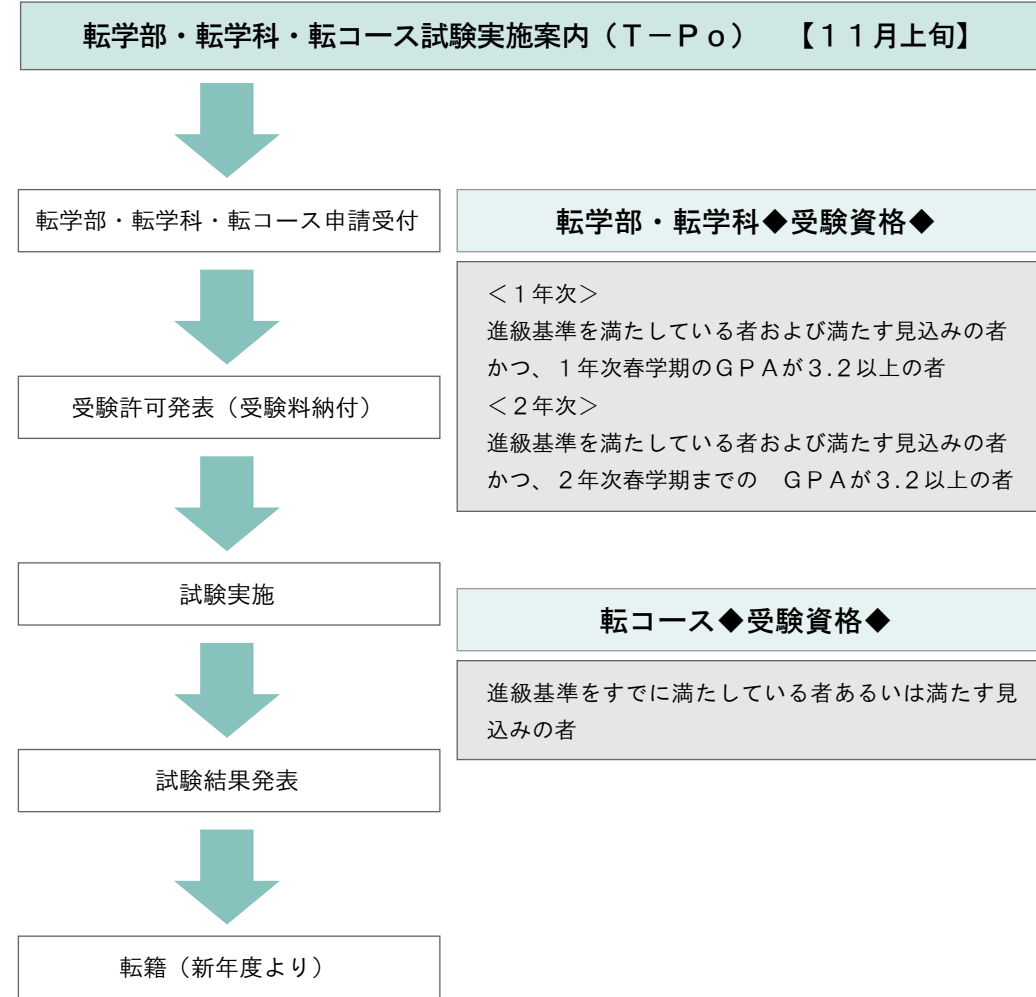 転学部・転学科・転コース試験実施案内（Ｔ－Ｐｏ）　【１１月上旬】
転学部・転学科・転コース申請受付
転学部・転学科◆受験資格◆
＜１年次＞
進級基準を満たしている者および満たす見込みの者
かつ、１年次春学期のＧＰＡが３.２以上の者
＜２年次＞
進級基準を満たしている者および満たす見込みの者
かつ、２年次春学期までの　ＧＰＡが３.２以上の者
受験許可発表（受験料納付）
試験実施
転コース◆受験資格◆
進級基準をすでに満たしている者あるいは満たす見
込みの者
試験結果発表
転籍（新年度より）